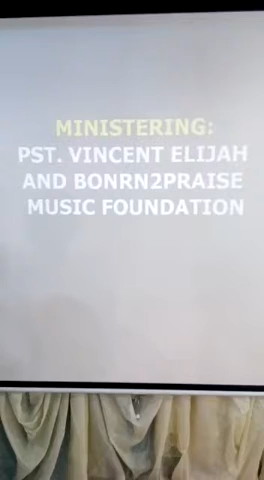 MINISTERING:
PST. VINCENT ELIJAH
AND BONRN2PRAISE
MUSIC FOUNDATION